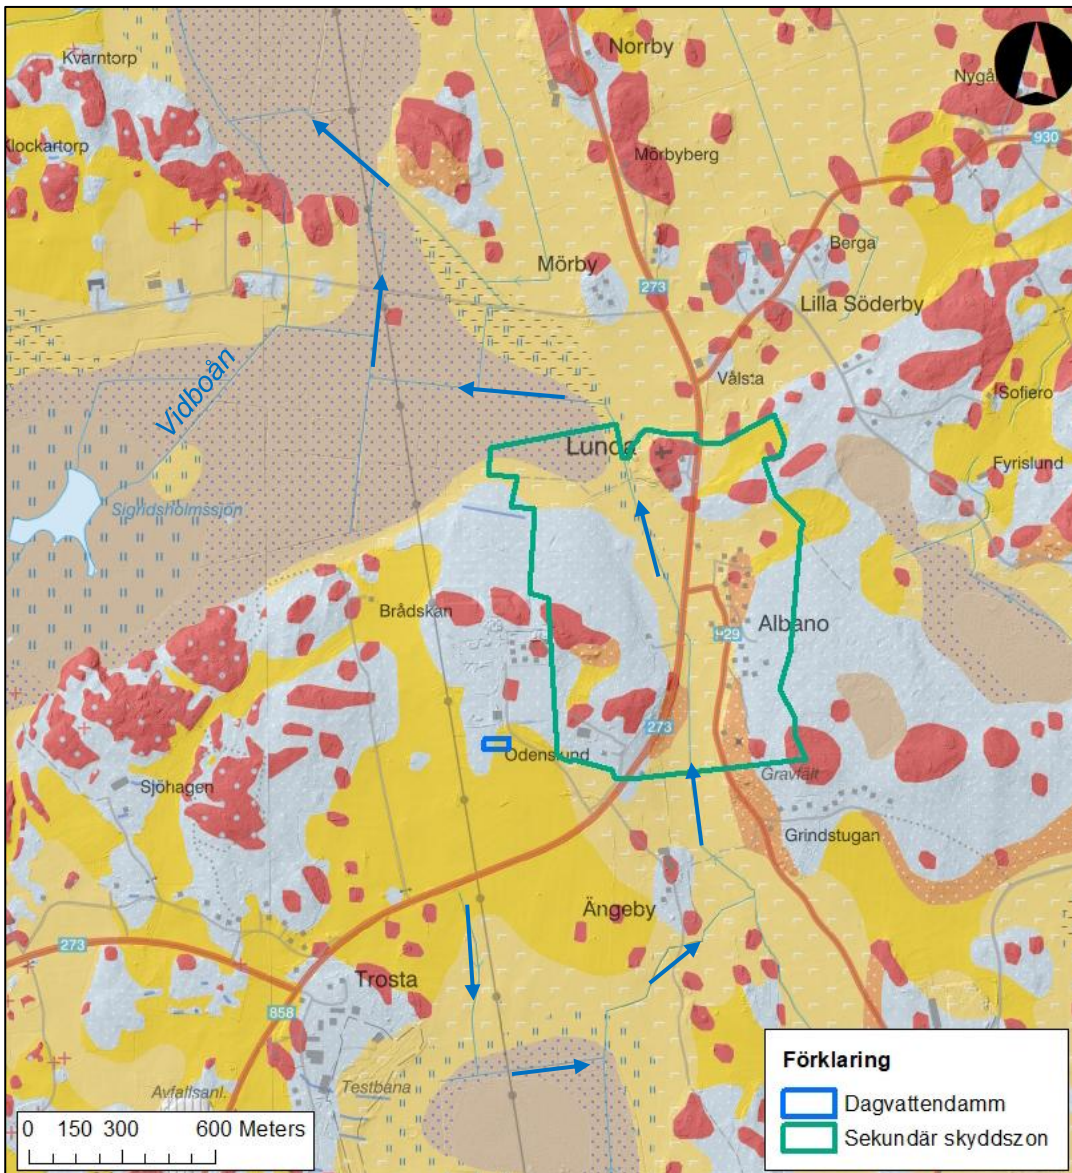 Norrby
Kvarntorp
Nygå
930
Klockartorp
Mörbyberg
Berga
Mörby
273
Lilla Söderby
Vidboån
Vålsta
Sofiero
Lunda
Fyrislund
Sigridsholmssjön
Brådskan
Albano
929
273
Odenslund
Gravfält
Sjöhagen
Grindstugan
Ängeby
273
Trosta
858
Testbana
Avfallsanl.
Förklaring
Dagvattendamm
Sekundär skyddszon
0 150 300 600 Meters